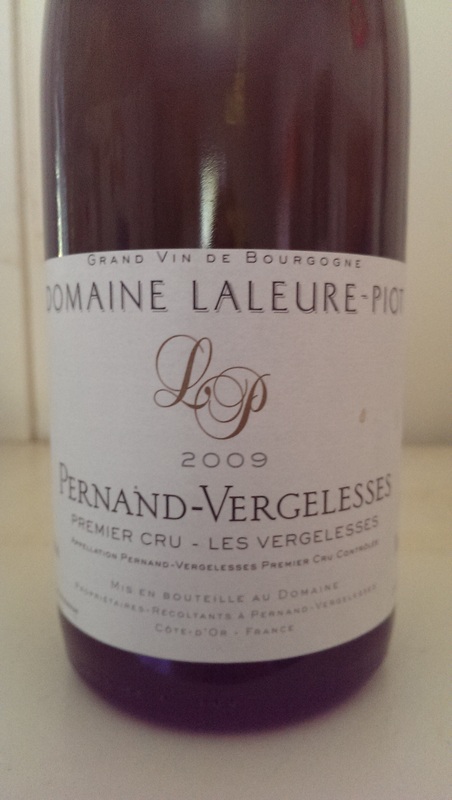 GRAND VIN DE BOURGOGNE
DOMAINE LALEURE-PIOT
LP
2009
PERNAND-VERGELESSES
PREMIER CRU - LES VERGELESSES
APPELLATION PERNAND-VERGELESSES PREMIER CRU CONTRÔLÉE
MIS EN BOUTEILLE AU DOMAINE
PROPRIÉTAIRES-RÉCOLTANTS À PERNAND-VERGELESSES
CÔTE-D'OR - FRANCE